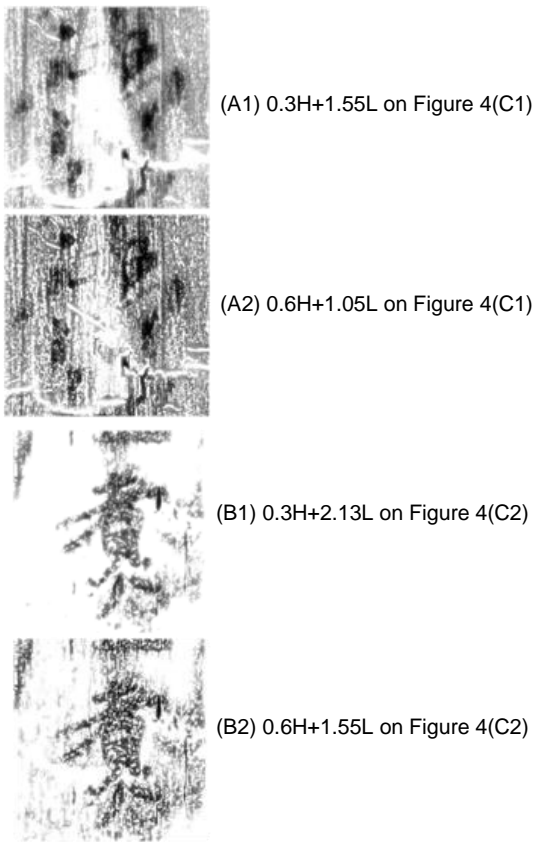 (A1) 0.3H+1.55L on Figure 4(C1)
(A2) 0.6H+1.05L on Figure 4(C1)
(B1) 0.3H+2.13L on Figure 4(C2)
(B2) 0.6H+1.55L on Figure 4(C2)